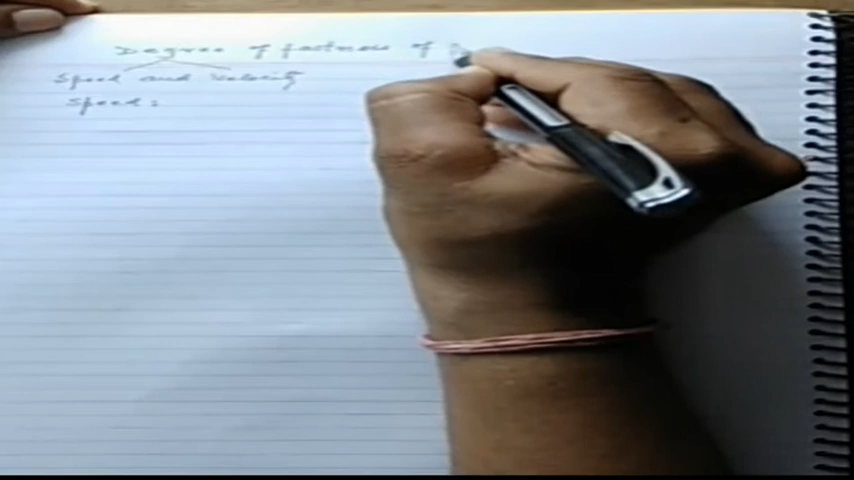 Degree of fastness of
Speed and Velocity
Speed: